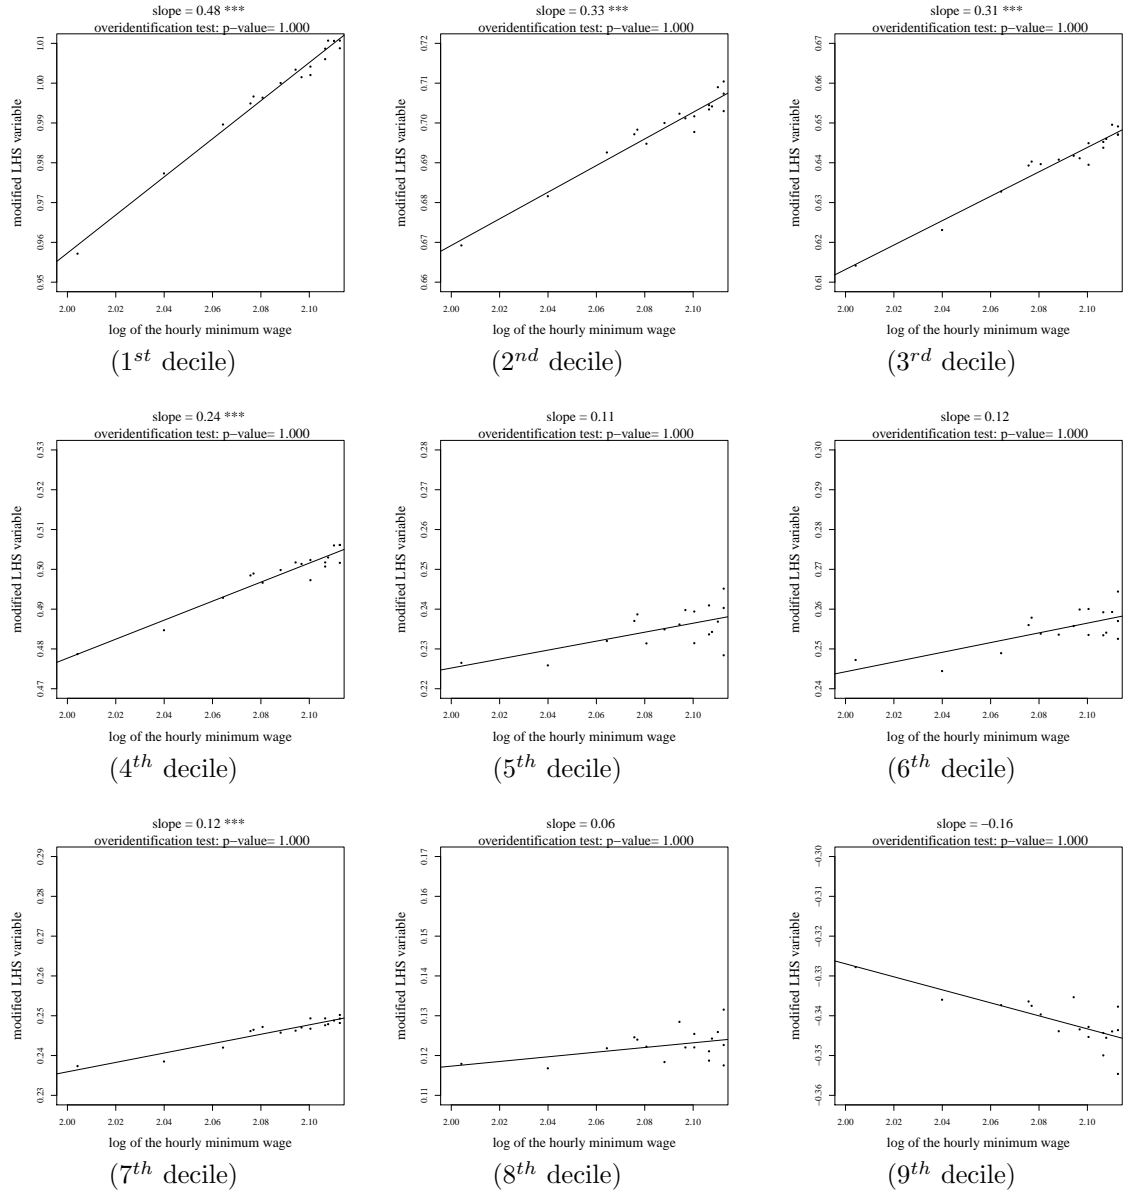 slope = 0.48 ***
overidentification test: p−value= 1.000
modified LHS variable
0.95 0.96 0.97 0.98 0.99 1.00 1.01
2.00 2.02 2.04 2.06 2.08 2.10
log of the hourly minimum wage
(1st decile)
slope = 0.33 ***
overidentification test: p−value= 1.000
modified LHS variable
0.66 0.67 0.68 0.69 0.70 0.71 0.72
2.00 2.02 2.04 2.06 2.08 2.10
log of the hourly minimum wage
(2nd decile)
slope = 0.31 ***
overidentification test: p−value= 1.000
modified LHS variable
0.61 0.62 0.63 0.64 0.65 0.66 0.67
2.00 2.02 2.04 2.06 2.08 2.10
log of the hourly minimum wage
(3rd decile)
slope = 0.24 ***
overidentification test: p−value= 1.000
modified LHS variable
0.47 0.48 0.49 0.50 0.51 0.52 0.53
2.00 2.02 2.04 2.06 2.08 2.10
log of the hourly minimum wage
(4th decile)
slope = 0.11
overidentification test: p−value= 1.000
modified LHS variable
0.22 0.23 0.24 0.25 0.26 0.27 0.28
2.00 2.02 2.04 2.06 2.08 2.10
log of the hourly minimum wage
(5th decile)
slope = 0.12
overidentification test: p−value= 1.000
modified LHS variable
0.24 0.25 0.26 0.27 0.28 0.29 0.30
2.00 2.02 2.04 2.06 2.08 2.10
log of the hourly minimum wage
(6th decile)
slope = 0.12 ***
overidentification test: p−value= 1.000
modified LHS variable
0.23 0.24 0.25 0.26 0.27 0.28 0.29
2.00 2.02 2.04 2.06 2.08 2.10
log of the hourly minimum wage
(7th decile)
slope = 0.06
overidentification test: p−value= 1.000
modified LHS variable
0.11 0.12 0.13 0.14 0.15 0.16 0.17
2.00 2.02 2.04 2.06 2.08 2.10
log of the hourly minimum wage
(8th decile)
slope = −0.16
overidentification test: p−value= 1.000
modified LHS variable
−0.36 −0.35 −0.34 −0.33 −0.32 −0.31 −0.30
2.00 2.02 2.04 2.06 2.08 2.10
log of the hourly minimum wage
(9th decile)